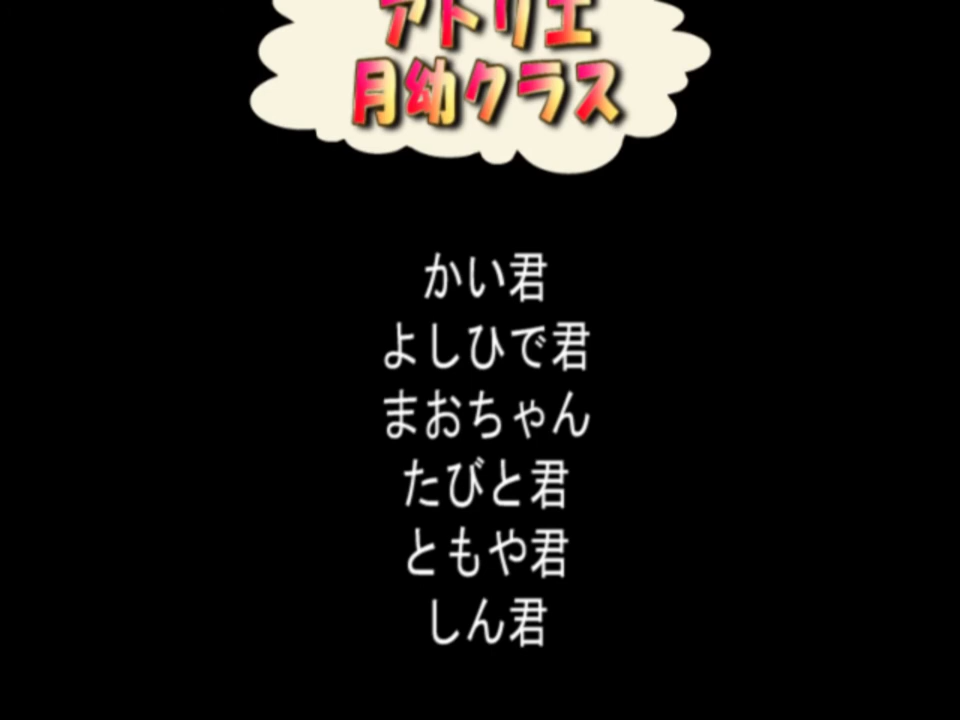 アトリエ
月幼クラス
かい君
よしひで君
まおちゃん
たびと君
ともや君
しん君